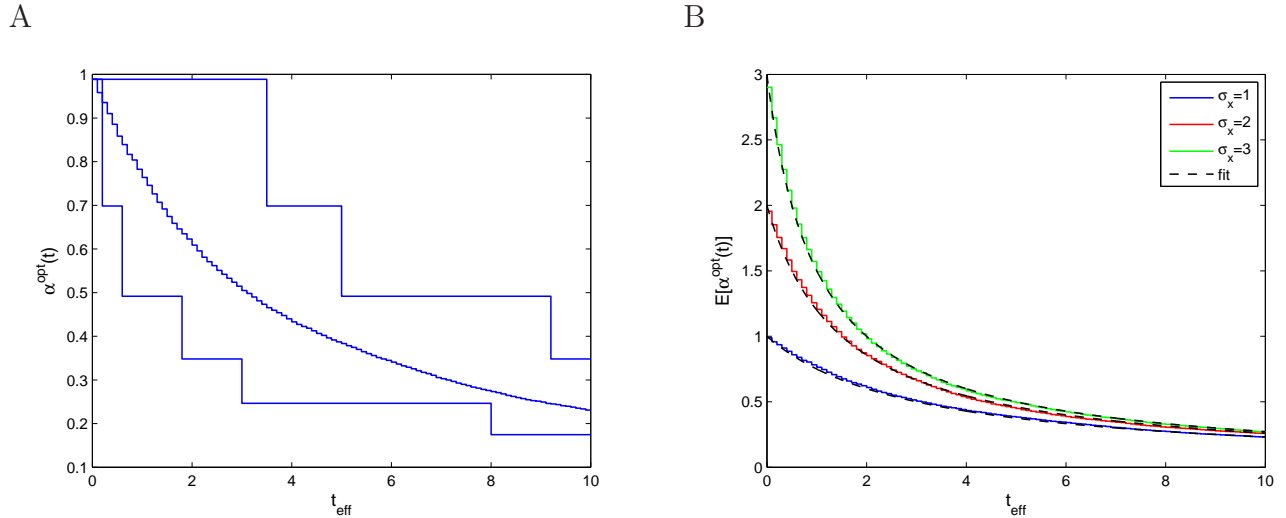 A
B
α^opt(t)
1
0.9
0.8
0.7
0.6
0.5
0.4
0.3
0.2
0.1
0 2 4 6 8 10
t_eff
E[α^opt(t)]
3
2.5
2
1.5
1
0.5
0
0 2 4 6 8 10
t_eff
σ_x=1
σ_x=2
σ_x=3
fit